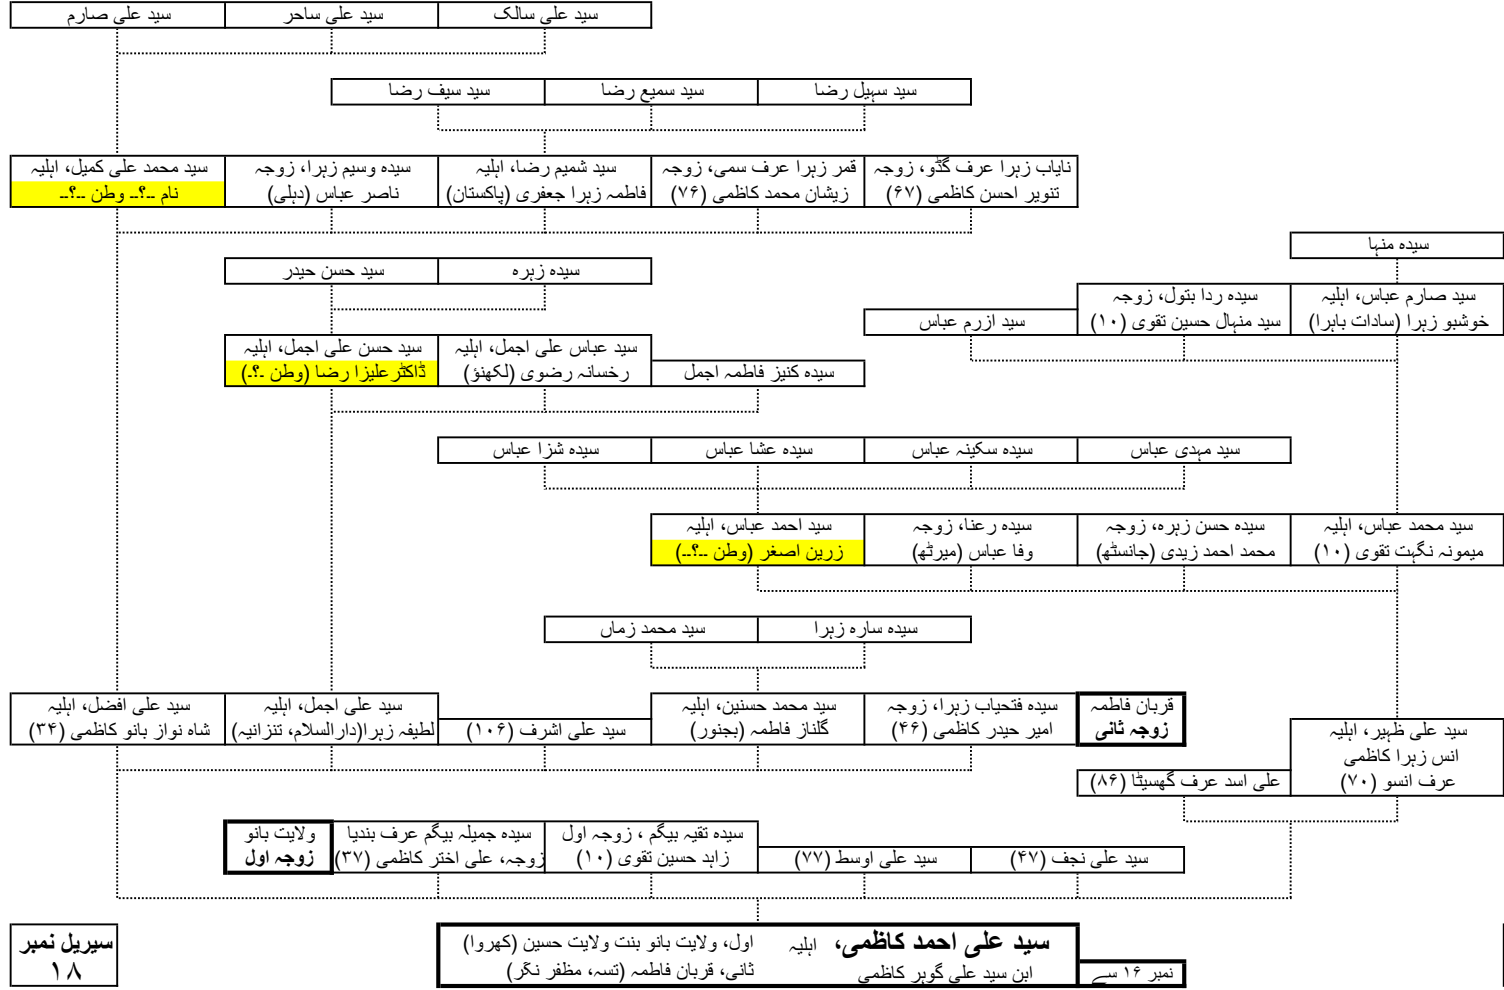 سید علی سالک
سید علی ساحر
سید علی صارم
سید سہیل رضا
سید سمیع رضا
سید سیف رضا
نایاب زہرا عرف گڈو، زوجہ
تنویر احسن کاظمی (۶۷)
قمر زہرا عرف سمی، زوجہ
زیشان محمد کاظمی (۷۶)
سید شمیم رضا، اہلیہ
فاطمہ زہرا جعفری (پاکستان)
سیدہ وسیم زہرا، زوجہ
ناصر عباس (دہلی)
سید محمد علی کمیل، اہلیہ
نام ـ؟ـ وطن ـ؟ـ
سیدہ منہا
سیدہ زہرہ
سید حسن حیدر
سید صارم عباس، اہلیہ
خوشبو زہرا (سادات باہرا)
سیدہ ردا بتول، زوجہ
سید منہال حسین تقوی (۱۰)
سید ازرم عباس
سیدہ کنیز فاطمہ اجمل
سید عباس علی اجمل، اہلیہ
رخسانہ رضوی (لکھنؤ)
سید حسن علی اجمل، اہلیہ
ڈاکٹر علیزا رضا (وطن ـ؟ـ)
سید مہدی عباس
سیدہ سکینہ عباس
سیدہ عشا عباس
سیدہ شزا عباس
سید محمد عباس، اہلیہ
میمونہ نگہت تقوی (۱۰)
سیدہ حسن زہرہ، زوجہ
محمد احمد زیدی (جانسٹھ)
سیدہ رعنا، زوجہ
وفا عباس (میرٹھ)
سید احمد عباس، اہلیہ
زرین اصغر (وطن ـ؟ـ)
سیدہ سارہ زہرا
سید محمد زماں
سید علی ظہیر، اہلیہ
انس زہرا کاظمی
عرف انسو (۷۰)
علی اسد عرف گھسیٹا (۸۶)
قربان فاطمہ
زوجہ ثانی
سیدہ فتحیاب زہرا، زوجہ
امیر حیدر کاظمی (۴۶)
سید محمد حسنین، اہلیہ
گلناز فاطمہ (بجنور)
سید علی اشرف (۱۰۶)
سید علی اجمل، اہلیہ
لطیفہ زہرا(دارالسلام، تنزانیہ)
سید علی افضل، اہلیہ
شاہ نواز بانو کاظمی (۳۴)
سید علی نجف (۴۷)
سید علی اوسط (۷۷)
سیدہ تقیہ بیگم ، زوجہ اول
زاہد حسین تقوی (۱۰)
سیدہ جمیلہ بیگم عرف بندیا
زوجہ، علی اختر کاظمی (۳۷)
ولایت بانو
زوجہ اول
نمبر ۱۶ سے
سید علی احمد کاظمی، اہلیہ اول، ولایت بانو بنت ولایت حسین (کھروا)
ابن سید علی گوہر کاظمی ثانی، قربان فاطمہ (تسہ، مظفر نگر)
سیریل نمبر
۱۸